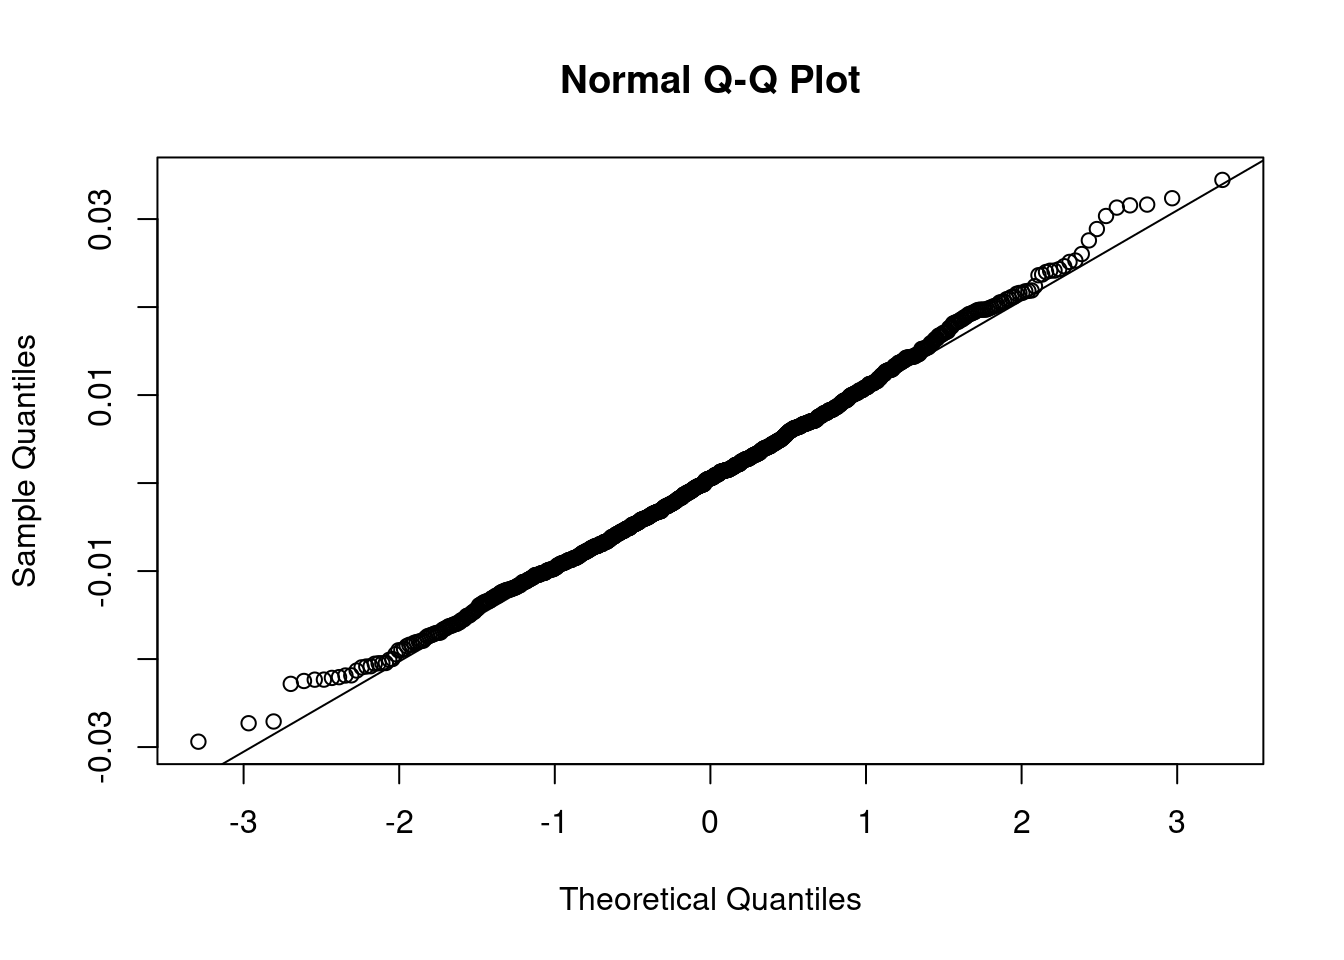 Normal Q-Q Plot
Sample Quantiles
0.03
0.01
-0.01
-0.03
-3 -2 -1 0 1 2 3
Theoretical Quantiles